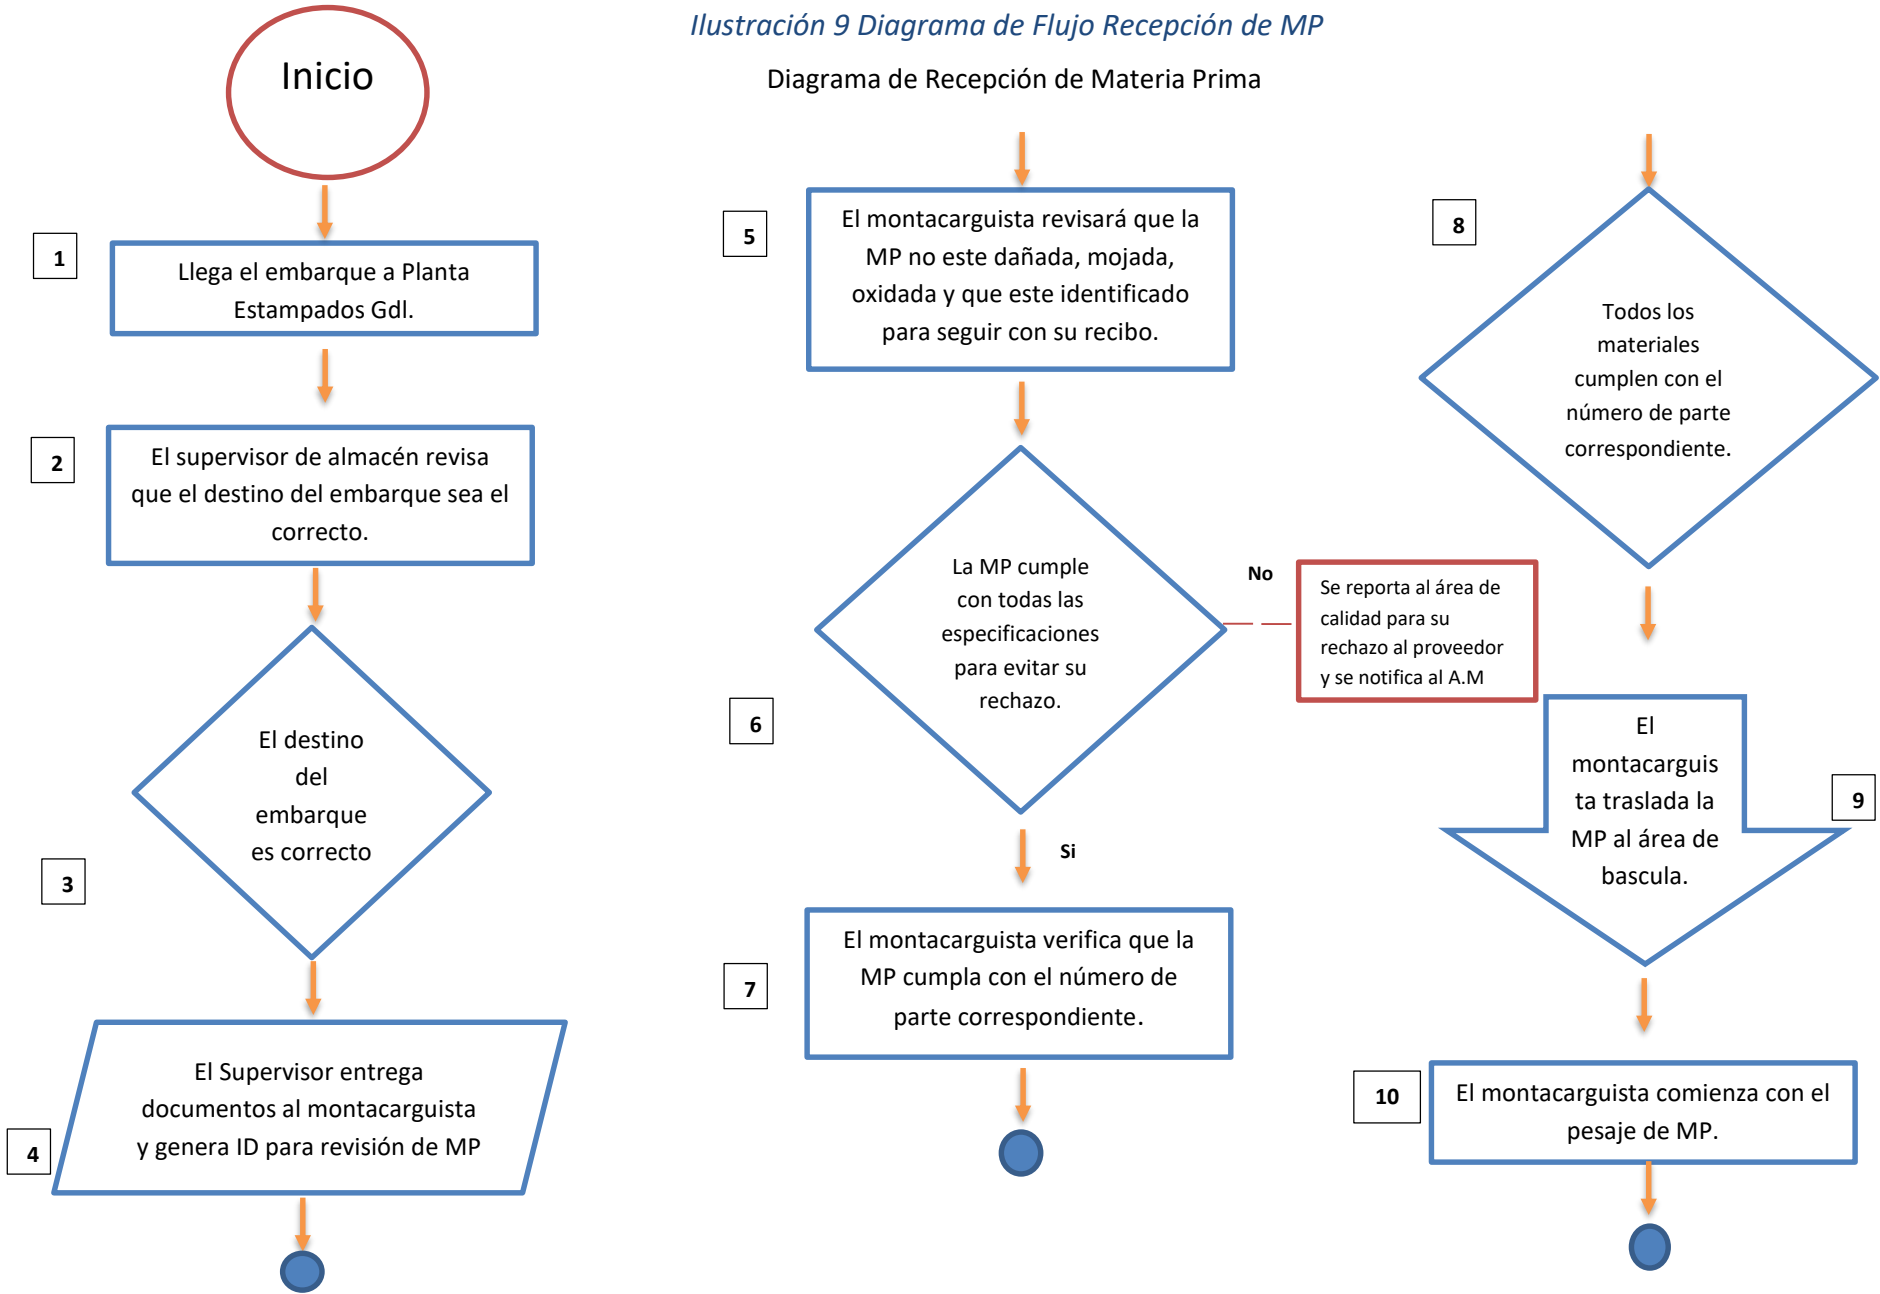 Ilustración 9 Diagrama de Flujo Recepción de MP
Diagrama de Recepción de Materia Prima
Inicio
1
Llega el embarque a Planta
Estampados Gdl.
2
El supervisor de almacén revisa
que el destino del embarque sea el
correcto.
El destino
del
embarque
es correcto
3
El Supervisor entrega
documentos al montacarguista
y genera ID para revisión de MP
4
5
El montacarguista revisará que la
MP no este dañada, mojada,
oxidada y que este identificado
para seguir con su recibo.
La MP cumple
con todas las
especificaciones
para evitar su
rechazo.
6
No
Se reporta al área de
calidad para su
rechazo al proveedor
y se notifica al A.M
Si
El montacarguista verifica que la
MP cumpla con el número de
parte correspondiente.
7
8
Todos los
materiales
cumplen con el
número de parte
correspondiente.
El
montacarguis
ta traslada la
MP al área de
bascula.
9
10
El montacarguista comienza con el
pesaje de MP.